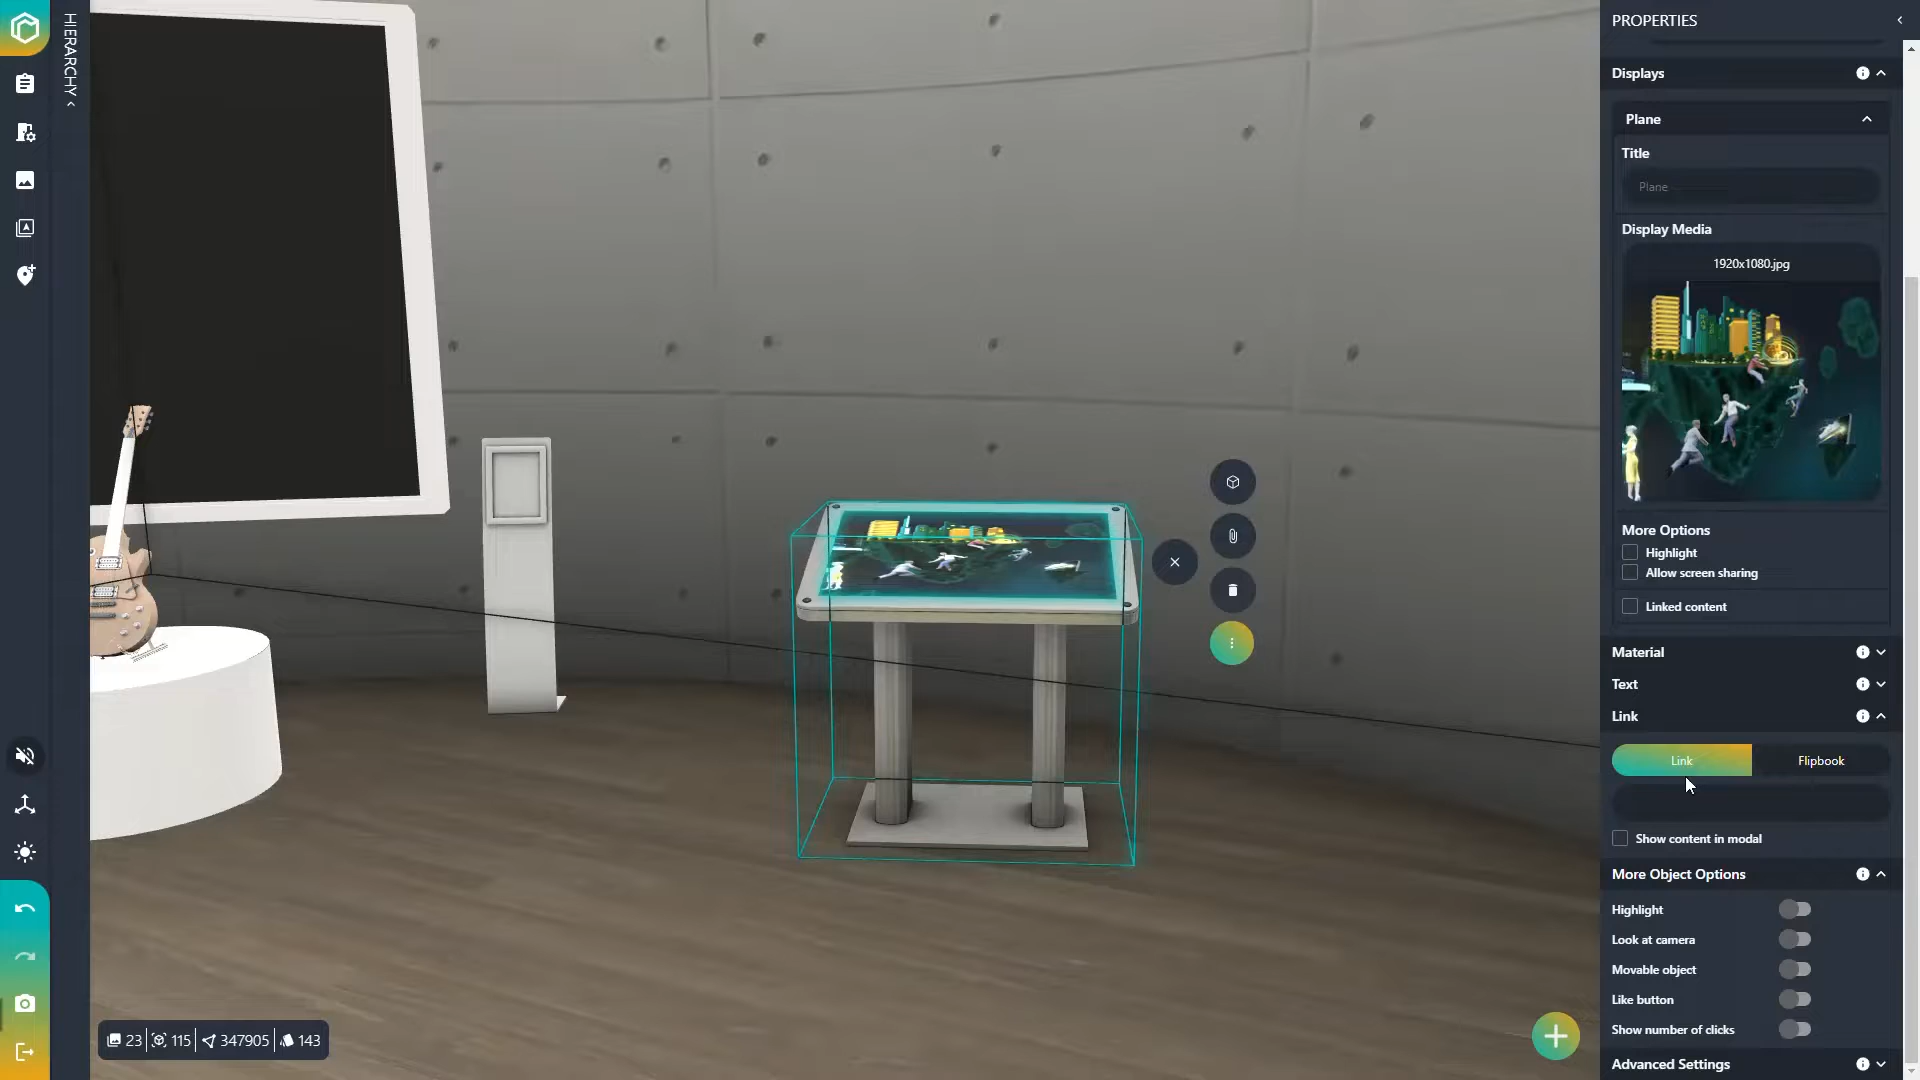 HIERARCHY
PROPERTIES
Displays
Plane
Title
Plane
Display Media
1920x1080.jpg
More Options
Highlight
Allow screen sharing
Linked content
Material
Text
Link
Link Flipbook
Show content in modal
More Object Options
Highlight
Look at camera
Movable object
Like button
Show number of clicks
Advanced Settings
23 115 347905 143